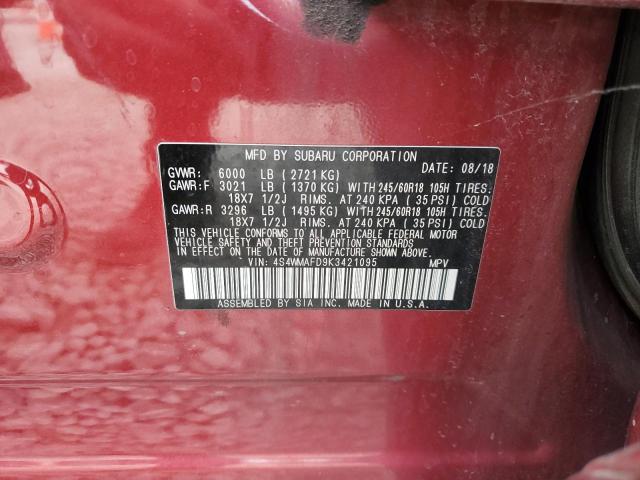 MFD BY SUBARU CORPORATION
DATE: 08/18
GVWR: 6000 LB ( 2721 KG)
GAWR:F 3021 LB ( 1370 KG) WITH 245/60R18 105H TIRES.
18X7 1/2J RIMS. AT 240 KPA ( 35 PSI) COLD
GAWR:R 3296 LB ( 1495 KG) WITH 245/60R18 105H TIRES.
18X7 1/2J RIMS. AT 240 KPA ( 35 PSI) COLD
THIS VEHICLE CONFORMS TO ALL APPLICABLE FEDERAL MOTOR
VEHICLE SAFETY AND THEFT PREVENTION STANDARDS
IN EFFECT ON THE DATE OF MANUFACTURE SHOWN ABOVE.
VIN: 4S4WMAFD9K3421095 MPV
ASSEMBLED BY SIA INC. MADE IN U.S.A.